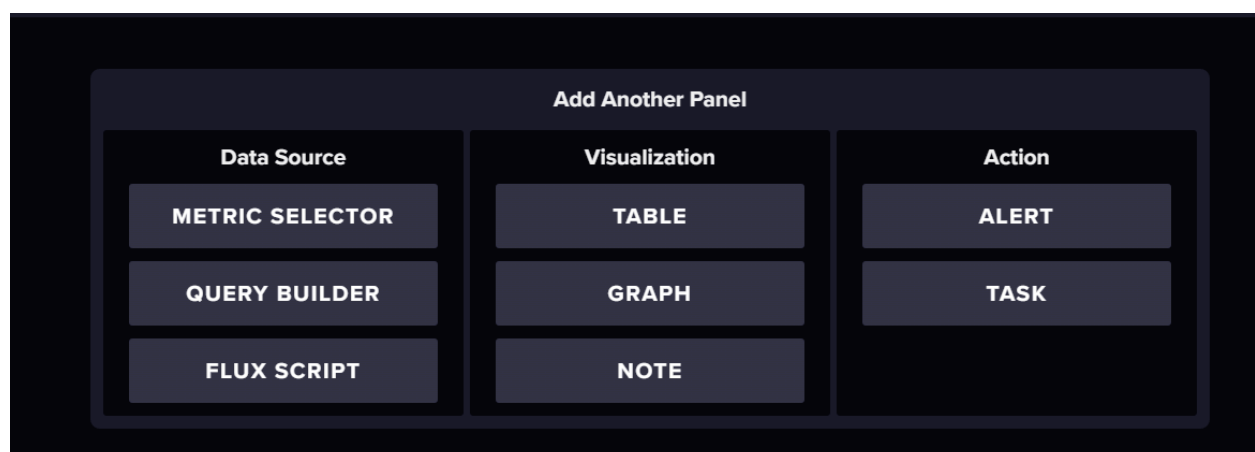 Add Another Panel
Data Source
METRIC SELECTOR
QUERY BUILDER
FLUX SCRIPT
Visualization
TABLE
GRAPH
NOTE
Action
ALERT
TASK